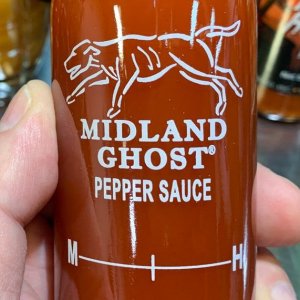 MIDLAND
GHOST®
PEPPER SAUCE
M I H